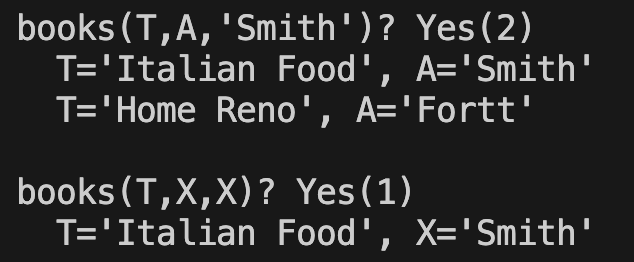 books(T,A,'Smith')? Yes(2)
  T='Italian Food', A='Smith'
  T='Home Reno', A='Fortt'

books(T,X,X)? Yes(1)
  T='Italian Food', X='Smith'